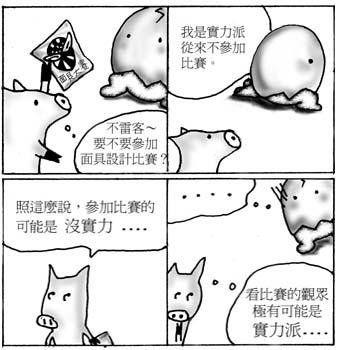 面具大賞
不雷客～
要不要參加
面具設計比賽？
我是實力派
從來不參加
比賽。
照這麼說，參加比賽的
可能是 沒實力 ....
....
看比賽的觀眾
極有可能是
實力派....